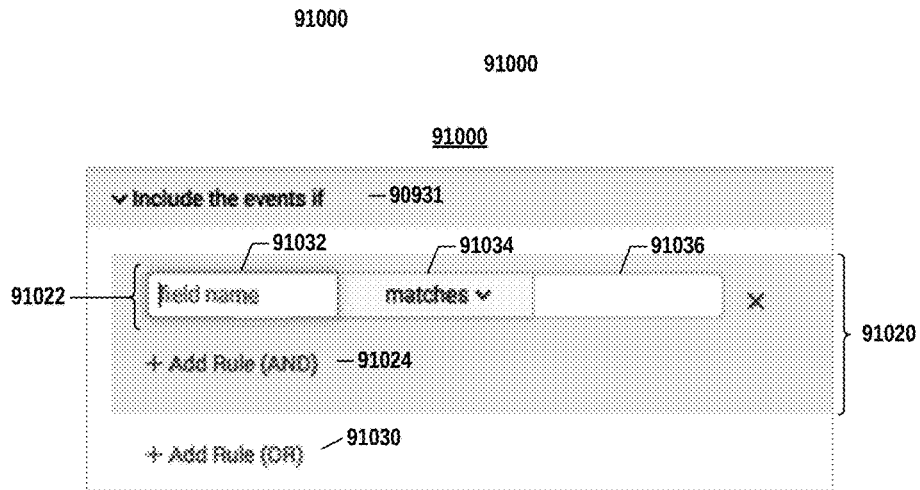 91000
91000
91000
Include the events if 90931
91032 91034 91036
91022 field name matches 91020
+ Add Rule (AND) 91024
+ Add Rule (OR) 91030